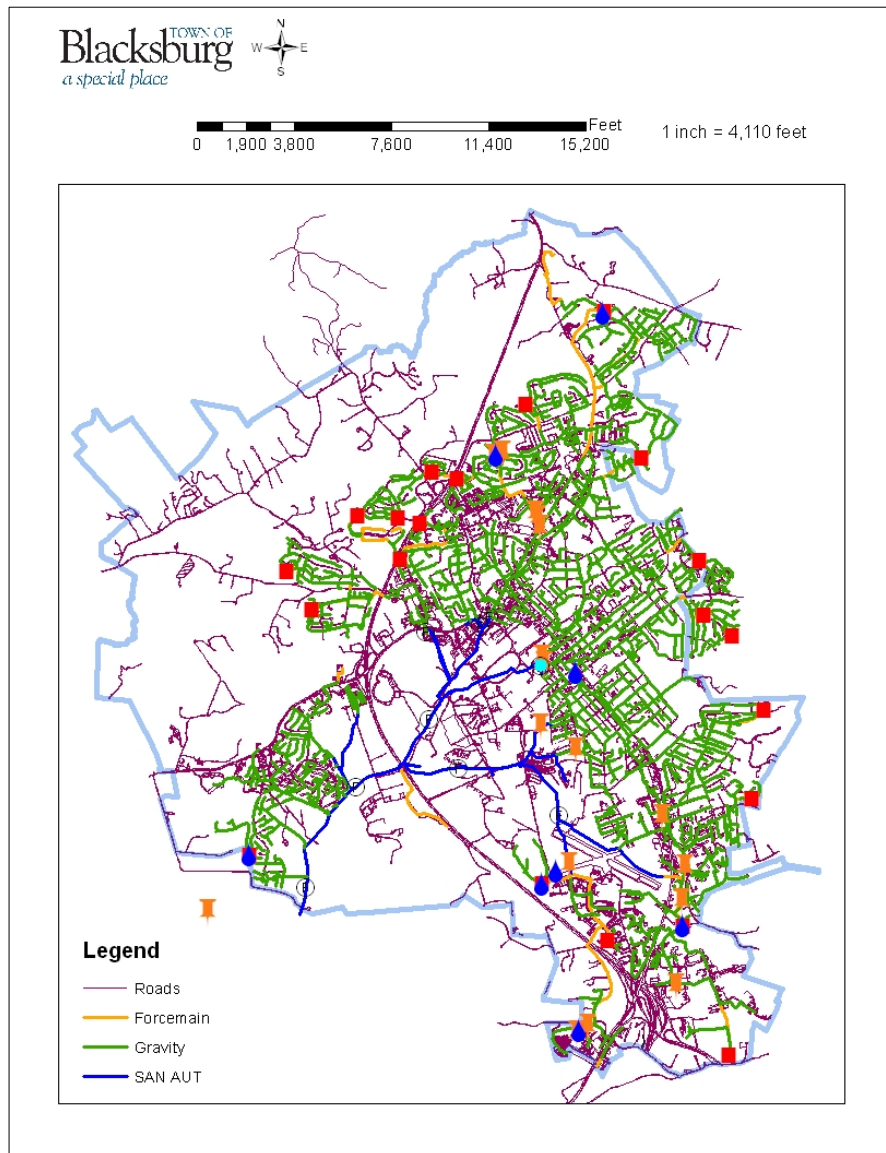 TOWN OF
Blacksburg
a special place
N
W E
S
Feet
0 1,900 3,800 7,600 11,400 15,200
1 inch = 4,110 feet
Legend
Roads
Forcemain
Gravity
SAN AUT